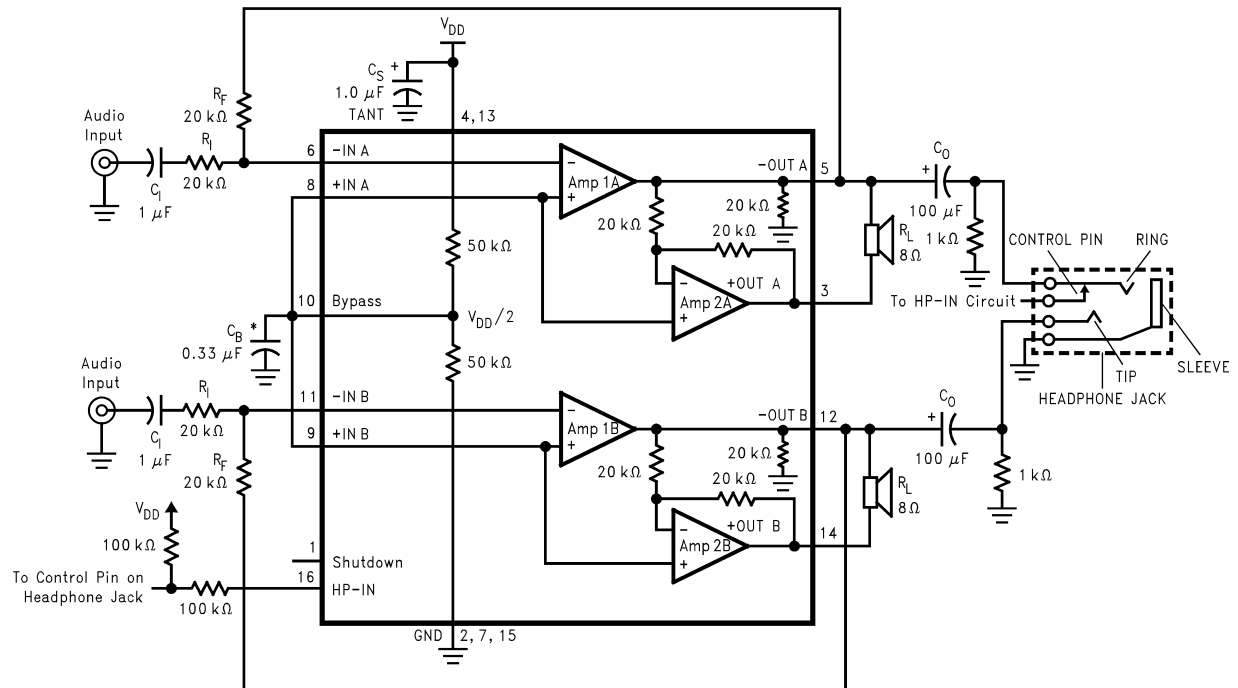 V_DD
C_S +
1.0 μF
TANT
4,13
Audio
Input
R_F
20 kΩ
R_I
20 kΩ
C_I
1 μF
6
-IN A
8
+IN A
-
Amp 1A
+
-OUT A
5
20 kΩ
20 kΩ
20 kΩ
50 kΩ
-
+OUT A
Amp 2A
+
3
R_L
8Ω
+
C_O
100 μF
1 kΩ
CONTROL PIN
RING
To HP-IN Circuit
TIP
SLEEVE
HEADPHONE JACK
10
Bypass
V_DD/2
C_B *
0.33 μF
50 kΩ
Audio
Input
R_I
20 kΩ
C_I
1 μF
R_F
20 kΩ
11
-IN B
9
+IN B
-
Amp 1B
+
-OUT B
12
20 kΩ
20 kΩ
20 kΩ
-
+OUT B
Amp 2B
+
14
R_L
8Ω
+
C_O
100 μF
1 kΩ
V_DD
100 kΩ
To Control Pin on
Headphone Jack
100 kΩ
1
Shutdown
16
HP-IN
GND
2, 7, 15